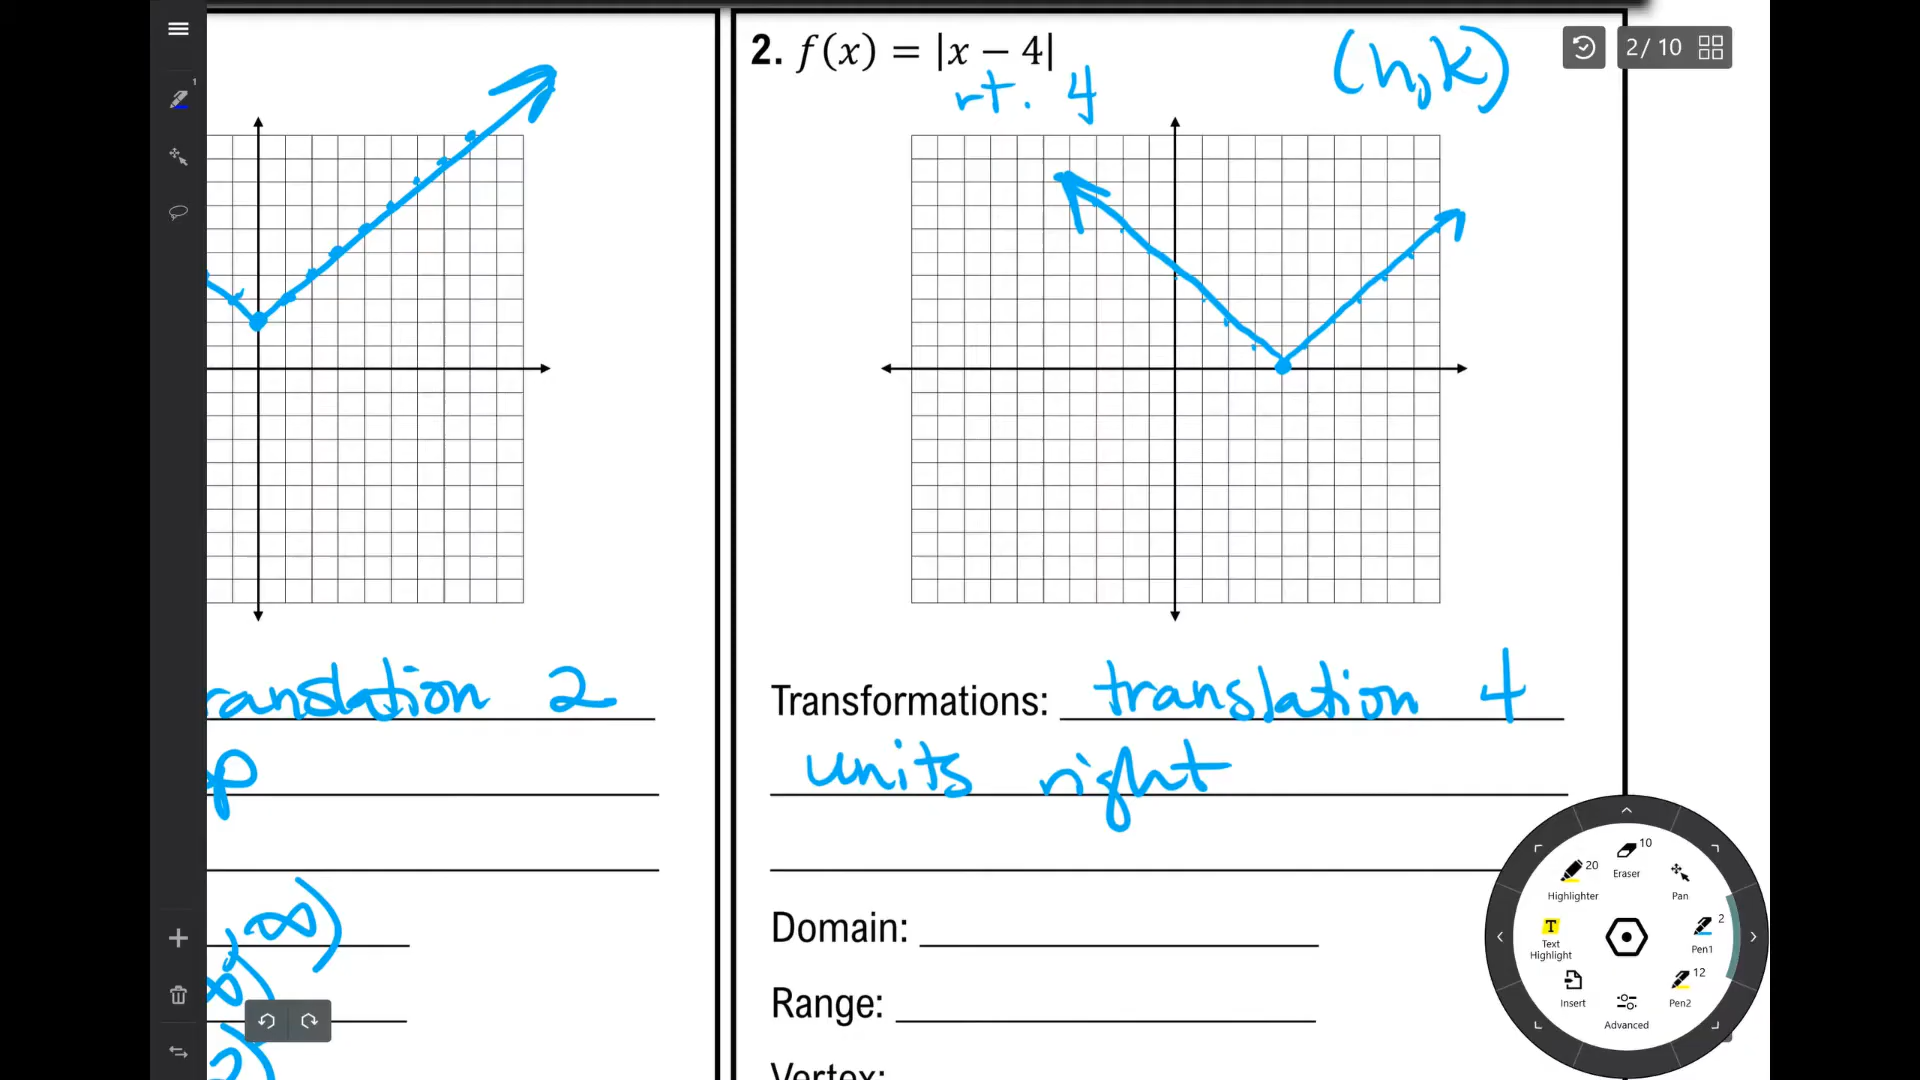 2. f(x) = |x − 4|
rt. 4
(h, k)
2/ 10
1
ranslation 2
p
, ∞)
Transformations: translation 4
units right
Domain:
Range:
Vertex:
10
Eraser
20
Highlighter
Pan
T
Text
Highlight
2
Pen1
Insert
12
Pen2
Advanced